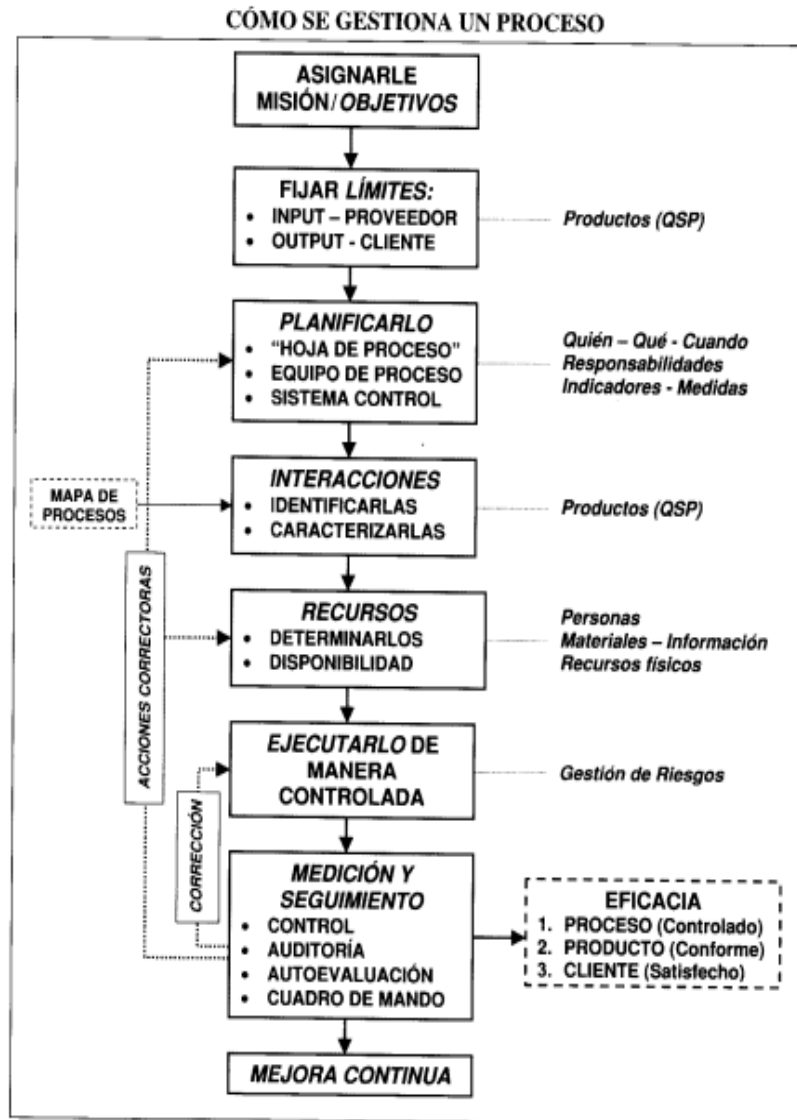 CÓMO SE GESTIONA UN PROCESO
ASIGNARLE
MISIÓN/OBJETIVOS
FIJAR LÍMITES:
• INPUT – PROVEEDOR
• OUTPUT - CLIENTE
Productos (QSP)
PLANIFICARLO
• "HOJA DE PROCESO"
• EQUIPO DE PROCESO
• SISTEMA CONTROL
Quién – Qué - Cuando
Responsabilidades
Indicadores - Medidas
MAPA DE
PROCESOS
INTERACCIONES
• IDENTIFICARLAS
• CARACTERIZARLAS
Productos (QSP)
ACCIONES CORRECTORAS
RECURSOS
• DETERMINARLOS
• DISPONIBILIDAD
Personas
Materiales – Información
Recursos físicos
CORRECCIÓN
EJECUTARLO DE
MANERA
CONTROLADA
Gestión de Riesgos
MEDICIÓN Y
SEGUIMIENTO
• CONTROL
• AUDITORÍA
• AUTOEVALUACIÓN
• CUADRO DE MANDO
EFICACIA
1. PROCESO (Controlado)
2. PRODUCTO (Conforme)
3. CLIENTE (Satisfecho)
MEJORA CONTINUA